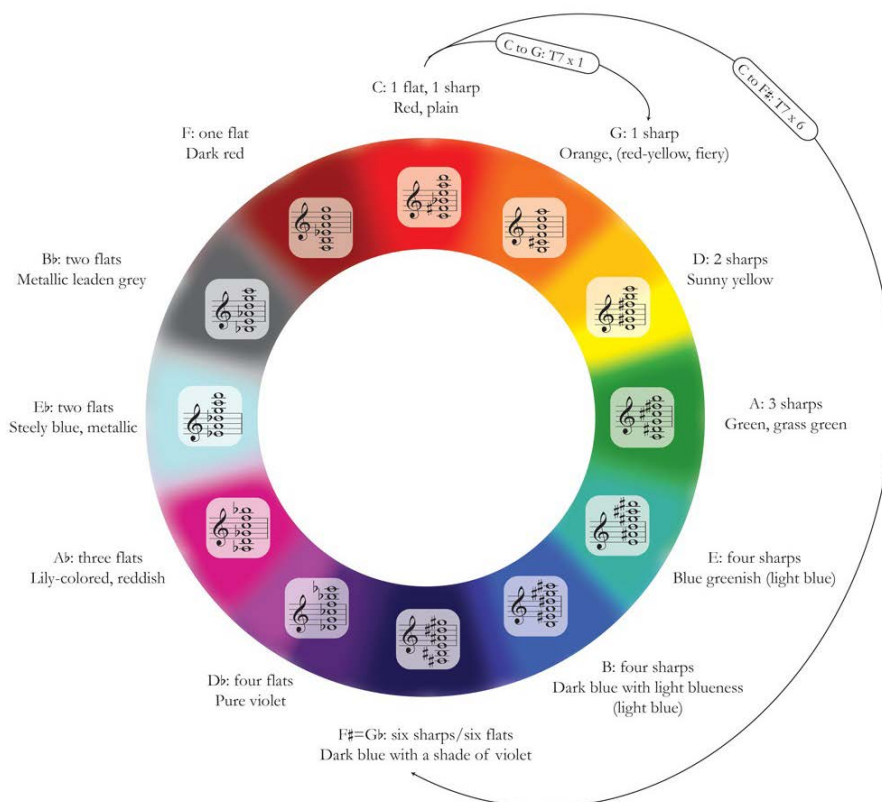 C to G: T7 x 1
C to F♯: T7 x 6
C: 1 flat, 1 sharp
Red, plain
G: 1 sharp
Orange, (red-yellow, fiery)
D: 2 sharps
Sunny yellow
A: 3 sharps
Green, grass green
E: four sharps
Blue greenish (light blue)
B: four sharps
Dark blue with light blueness
(light blue)
F♯=G♭: six sharps/six flats
Dark blue with a shade of violet
D♭: four flats
Pure violet
A♭: three flats
Lily-colored, reddish
E♭: two flats
Steely blue, metallic
B♭: two flats
Metallic leaden grey
F: one flat
Dark red